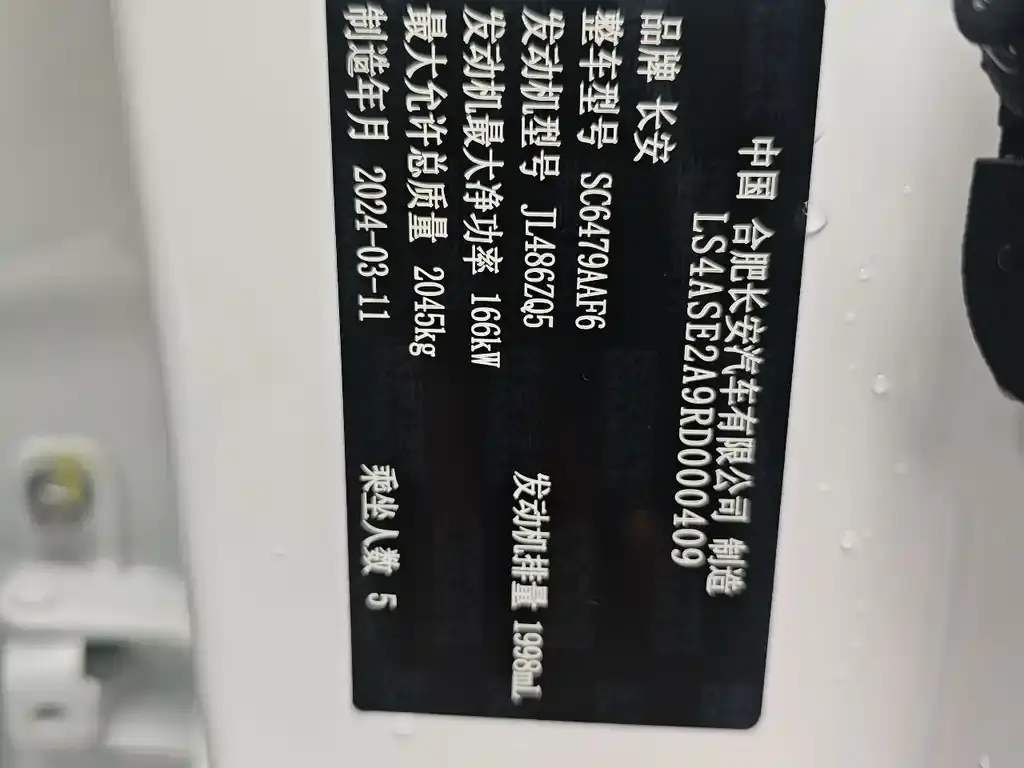 中国 合肥长安汽车有限公司 制造
LS4ASE2A9RD000409
品牌 长安
整车型号 SC6479AAF6
发动机型号 JL486ZQ5 发动机排量 1998mL
发动机最大净功率 166kW
最大允许总质量 2045kg
制造年月 2024-03-11 乘坐人数 5